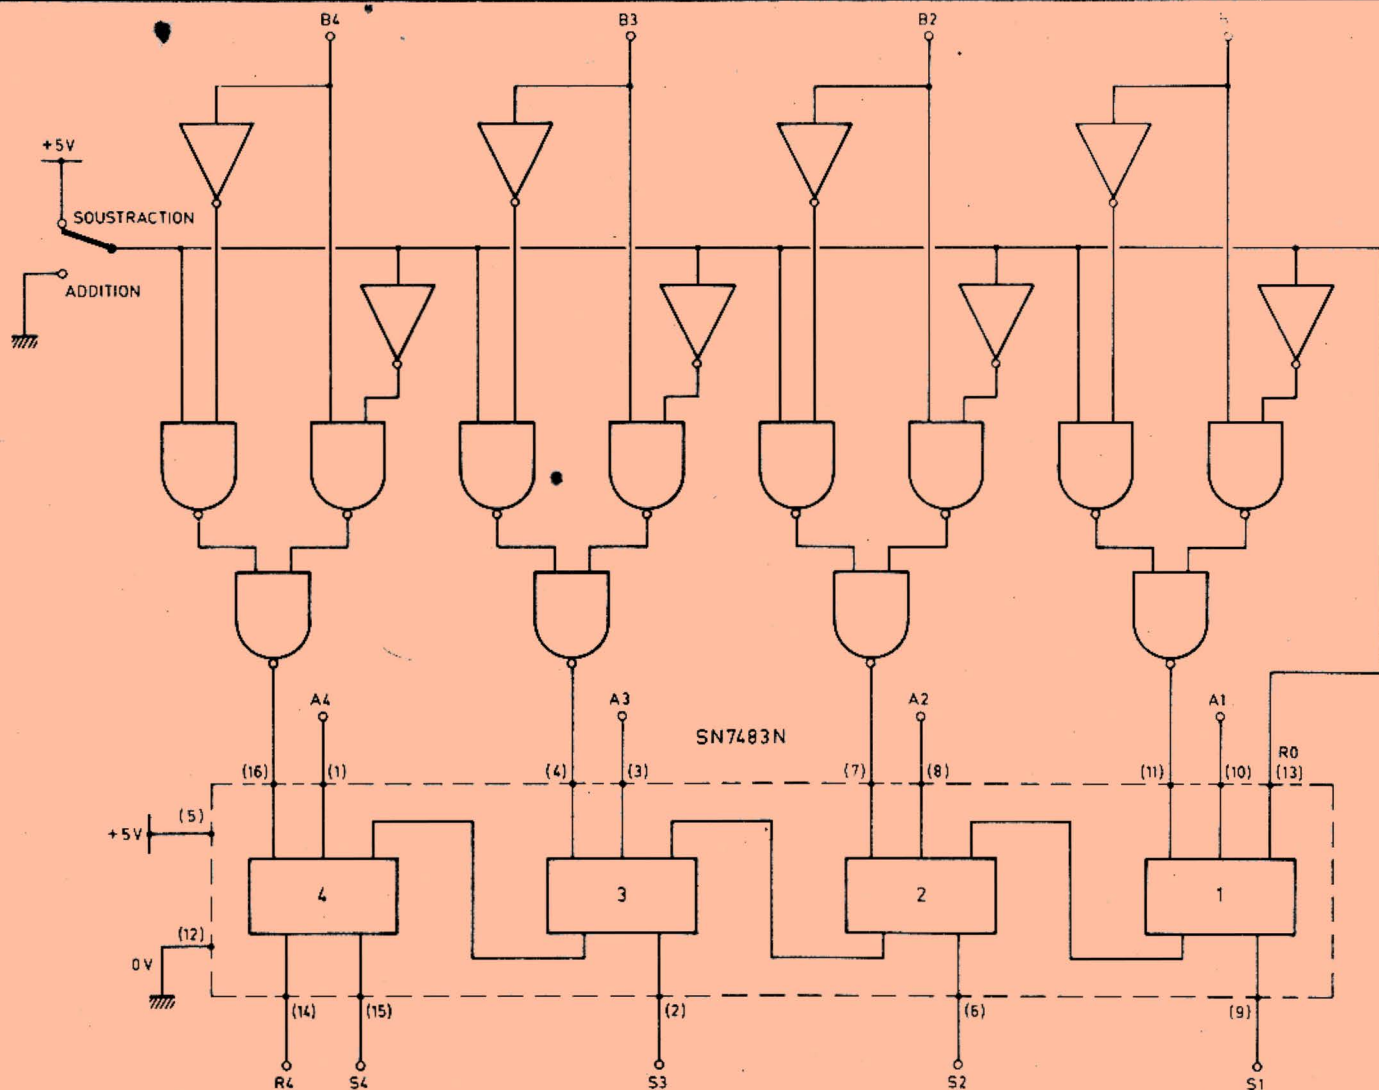 B4 B3 B2
+5V
SOUSTRACTION
ADDITION
A4 A3 A2 A1
SN7483N
R0
(16) (1) (4) (3) (7) (8) (11) (10) (13)
(5)
+5V
4 3 2 1
(12)
0V
(14) (15) (2) (6) (9)
R4 S4 S3 S2 S1